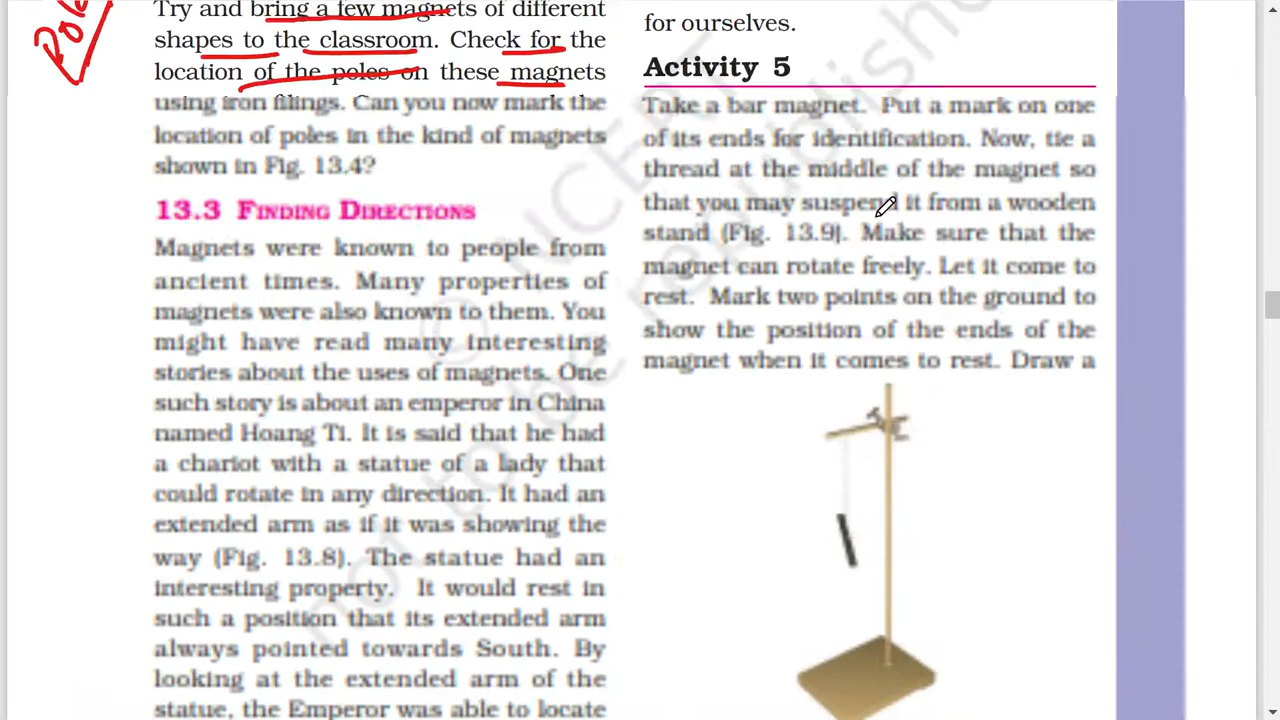 Pole
Try and bring a few magnets of different
shapes to the classroom. Check for the
location of the poles on these magnets
using iron filings. Can you now mark the
location of poles in the kind of magnets
shown in Fig. 13.4?
13.3 FINDING DIRECTIONS
Magnets were known to people from
ancient times. Many properties of
magnets were also known to them. You
might have read many interesting
stories about the uses of magnets. One
such story is about an emperor in China
named Hoang Ti. It is said that he had
a chariot with a statue of a lady that
could rotate in any direction. It had an
extended arm as if it was showing the
way (Fig. 13.8). The statue had an
interesting property. It would rest in
such a position that its extended arm
always pointed towards South. By
looking at the extended arm of the
statue, the Emperor was able to locate
for ourselves.
Activity 5
Take a bar magnet. Put a mark on one
of its ends for identification. Now, tie a
thread at the middle of the magnet so
that you may suspend it from a wooden
stand (Fig. 13.9). Make sure that the
magnet can rotate freely. Let it come to
rest. Mark two points on the ground to
show the position of the ends of the
magnet when it comes to rest. Draw a
© NCERT
not to be republished